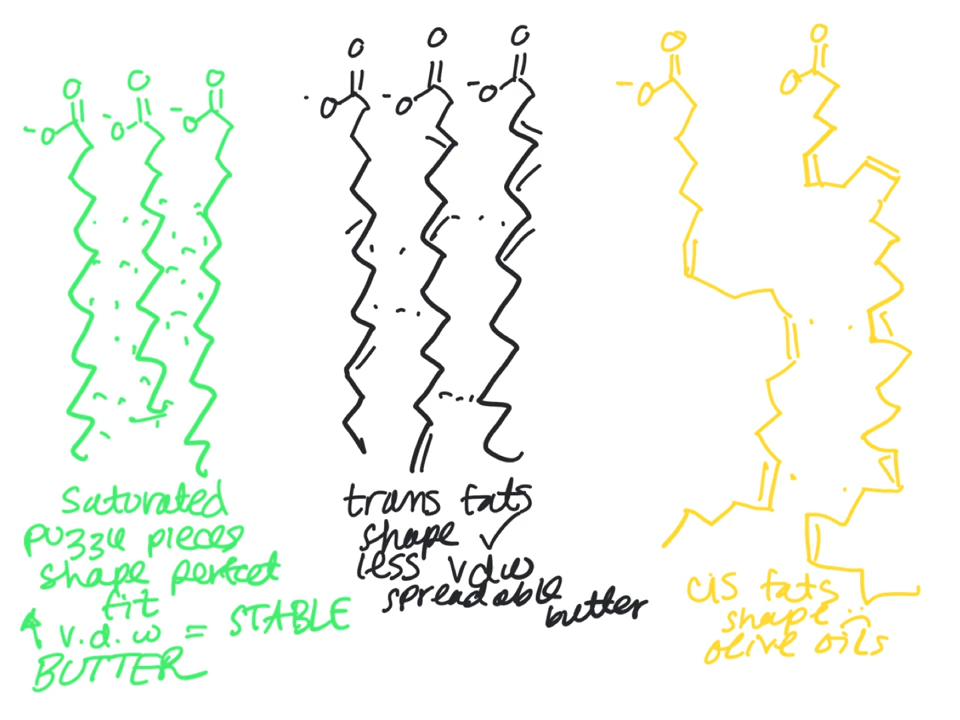 O O O
-O -O -O
saturated
puzzle pieces
shape perfect
fit
↑ v.d.w = STABLE
BUTTER
O O O
-O -O -O
trans fats
shape ✓
less vdw
spreadable
butter
O O
-O O
cis fats
shape ☹
olive oils